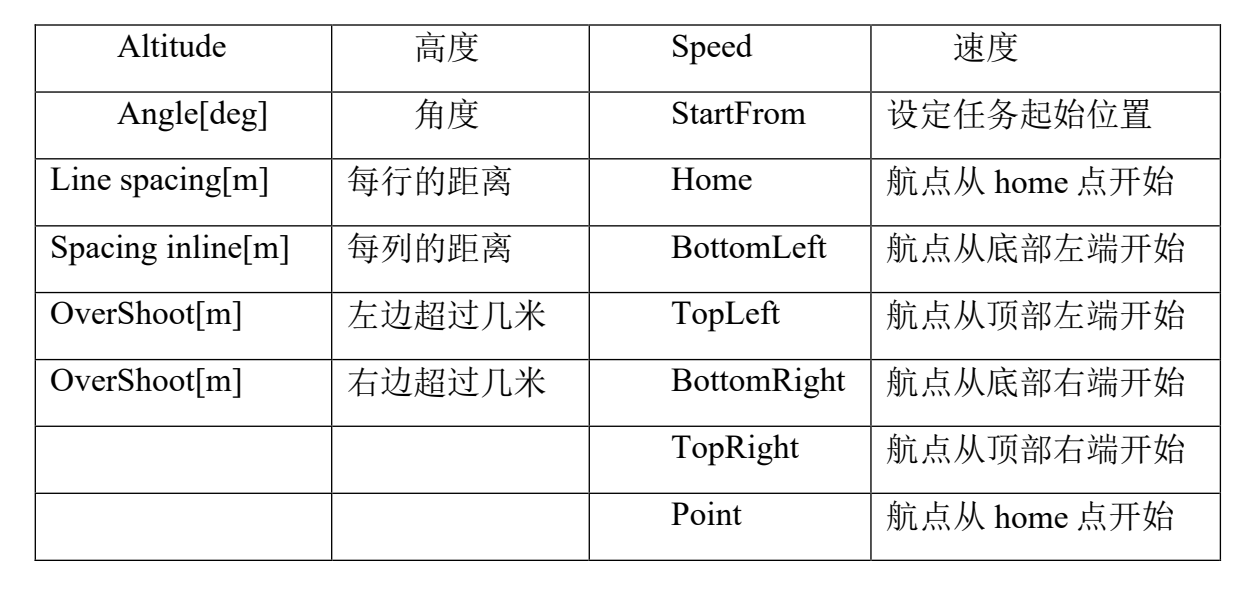 Altitude 高度 Speed 速度
Angle[deg] 角度 StartFrom 设定任务起始位置
Line spacing[m] 每行的距离 Home 航点从 home 点开始
Spacing inline[m] 每列的距离 BottomLeft 航点从底部左端开始
OverShoot[m] 左边超过几米 TopLeft 航点从顶部左端开始
OverShoot[m] 右边超过几米 BottomRight 航点从底部右端开始
TopRight 航点从顶部右端开始
Point 航点从 home 点开始